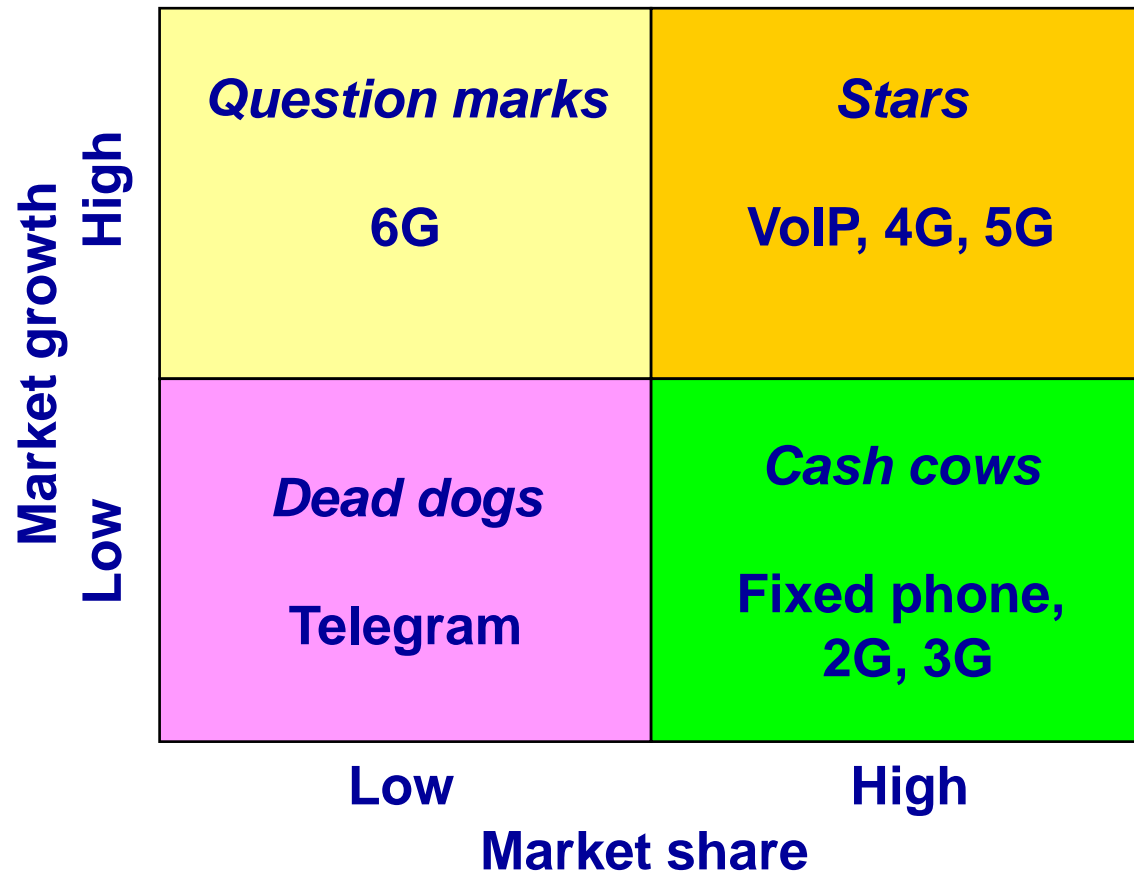 Market growth
High
Low
Question marks
6G
Stars
VoIP, 4G, 5G
Dead dogs
Telegram
Cash cows
Fixed phone,
2G, 3G
Low
High
Market share